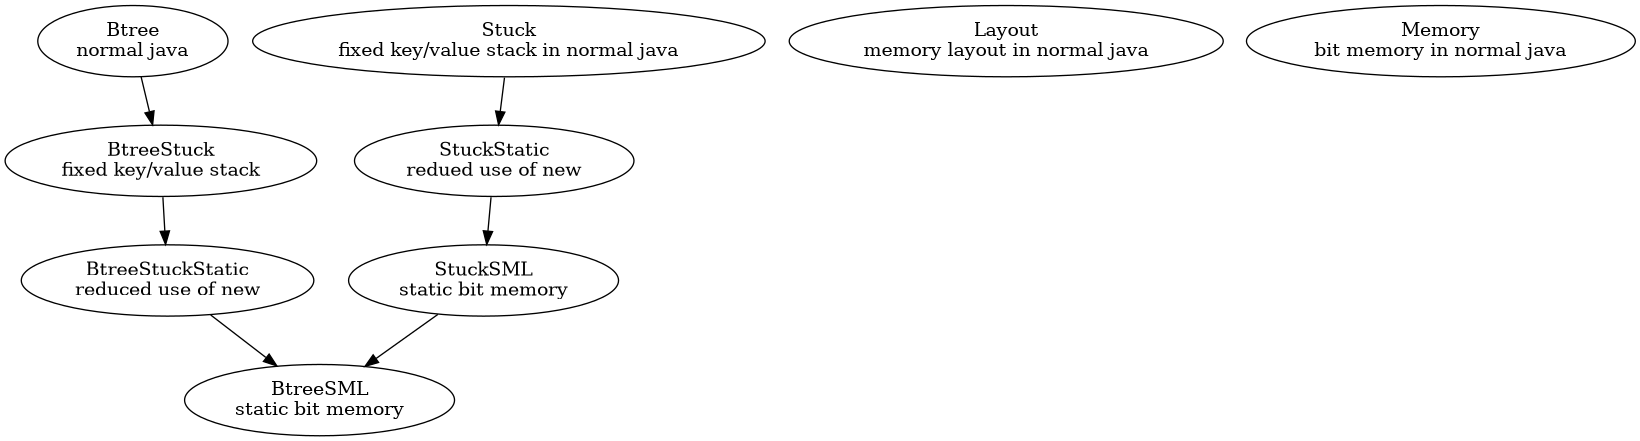 Btree
normal java
Stuck
fixed key/value stack in normal java
Layout
memory layout in normal java
Memory
bit memory in normal java
BtreeStuck
fixed key/value stack
StuckStatic
redued use of new
BtreeStuckStatic
reduced use of new
StuckSML
static bit memory
BtreeSML
static bit memory